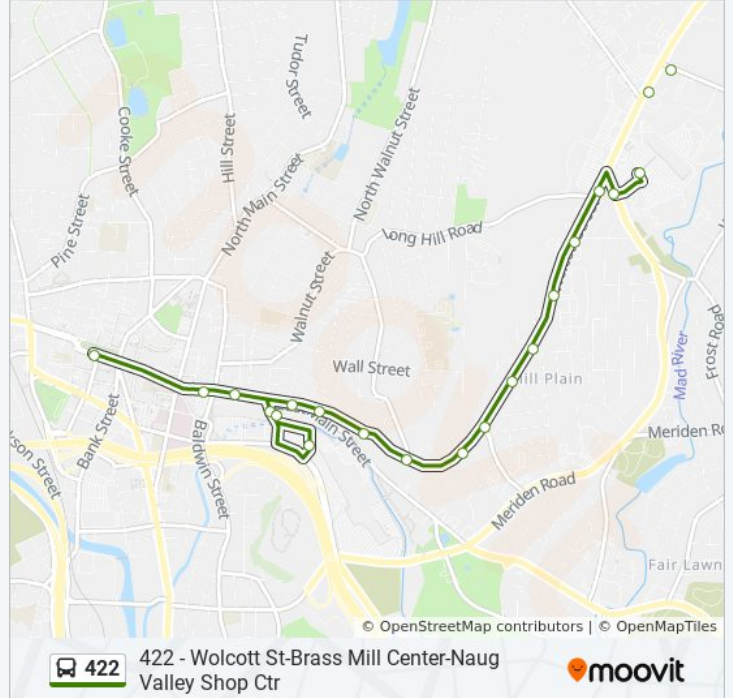 Tudor Street
Cooke Street
Hill Street
North Walnut Street
North Main Street
Pine Street
Long Hill Road
Walnut Street
Wall Street
Mad River
Frost Road
Hill Plain
Main Street
Bank Street
Baldwin Street
Meriden Ro
kson Street
Meriden Road
Fair Lawn
© OpenStreetMap contributors | © OpenMapTiles
422
422 - Wolcott St-Brass Mill Center-Naug
Valley Shop Ctr
moovit